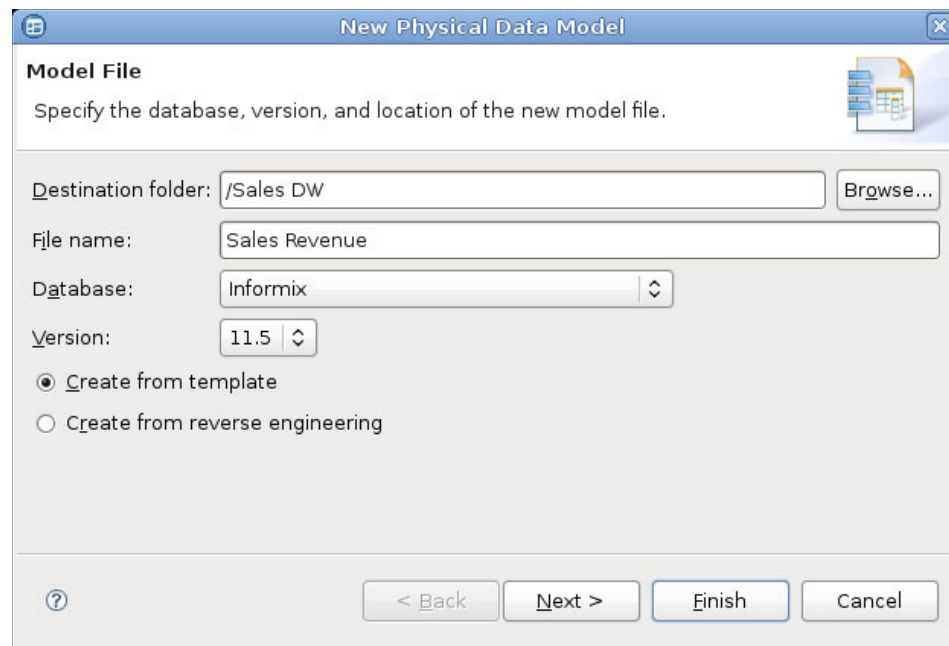 New Physical Data Model
Model File
Specify the database, version, and location of the new model file.
Destination folder: /Sales DW Browse...
File name: Sales Revenue
Database: Informix
Version: 11.5
Create from template
Create from reverse engineering
? < Back Next > Finish Cancel